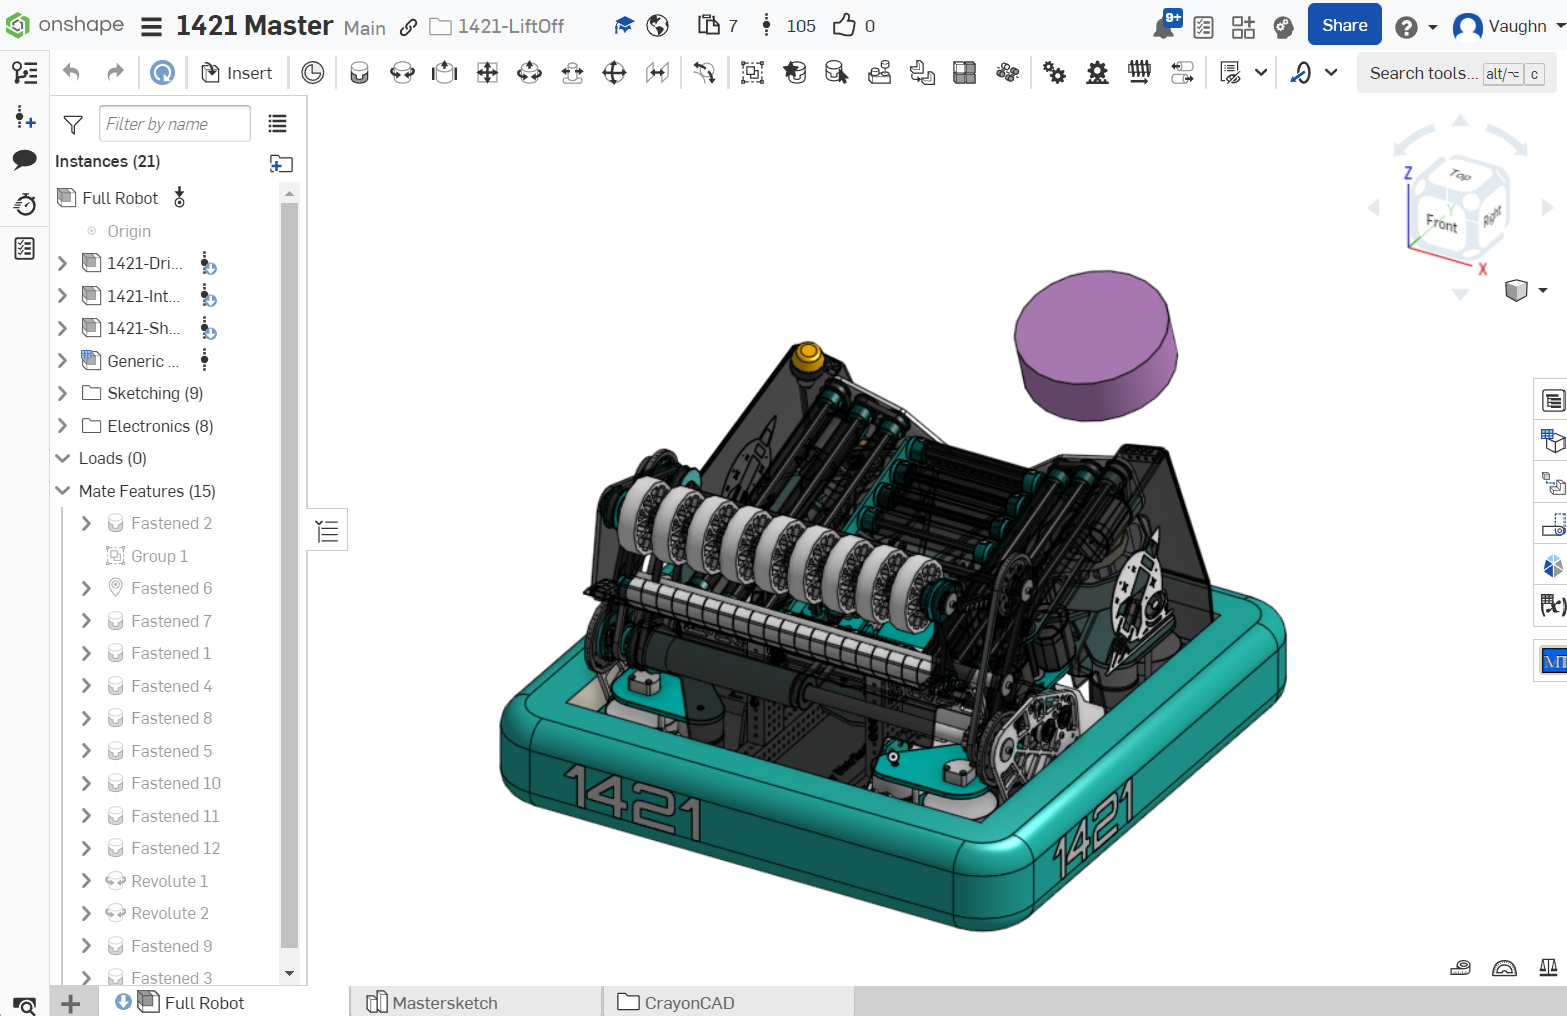 onshape
1421 Master
Main
1421-LiftOff
7
105
0
9+
Share
Vaughn
Insert
Search tools...
alt/⌥
c
Filter by name
Instances (21)
Full Robot
Origin
1421-Dri...
1421-Int...
1421-Sh...
Generic ...
Sketching (9)
Electronics (8)
Loads (0)
Mate Features (15)
Fastened 2
Group 1
Fastened 6
Fastened 7
Fastened 1
Fastened 4
Fastened 8
Fastened 5
Fastened 10
Fastened 11
Fastened 12
Revolute 1
Revolute 2
Fastened 9
Fastened 3
Z
Top
Y
Front
Right
X
1421
1421
(x)
Full Robot
Mastersketch
CrayonCAD